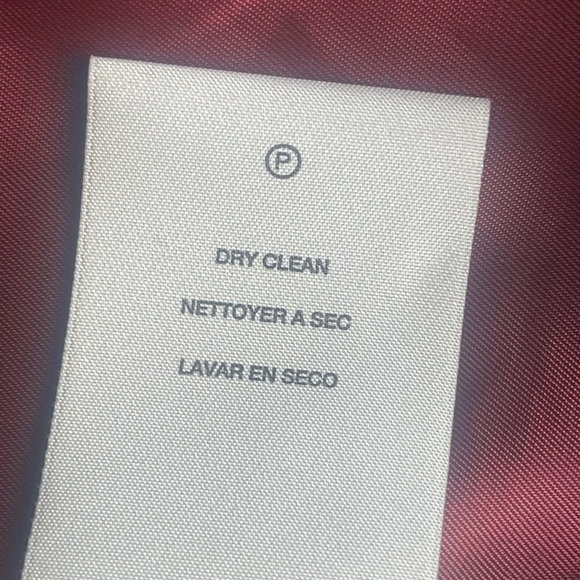 P
DRY CLEAN
NETTOYER A SEC
LAVAR EN SECO